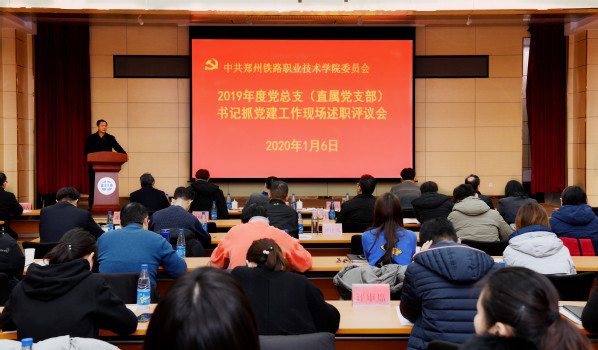 中共郑州铁路职业技术学院委员会
2019年度党总支（直属党支部）
书记抓党建工作现场述职评议会
2020年1月6日